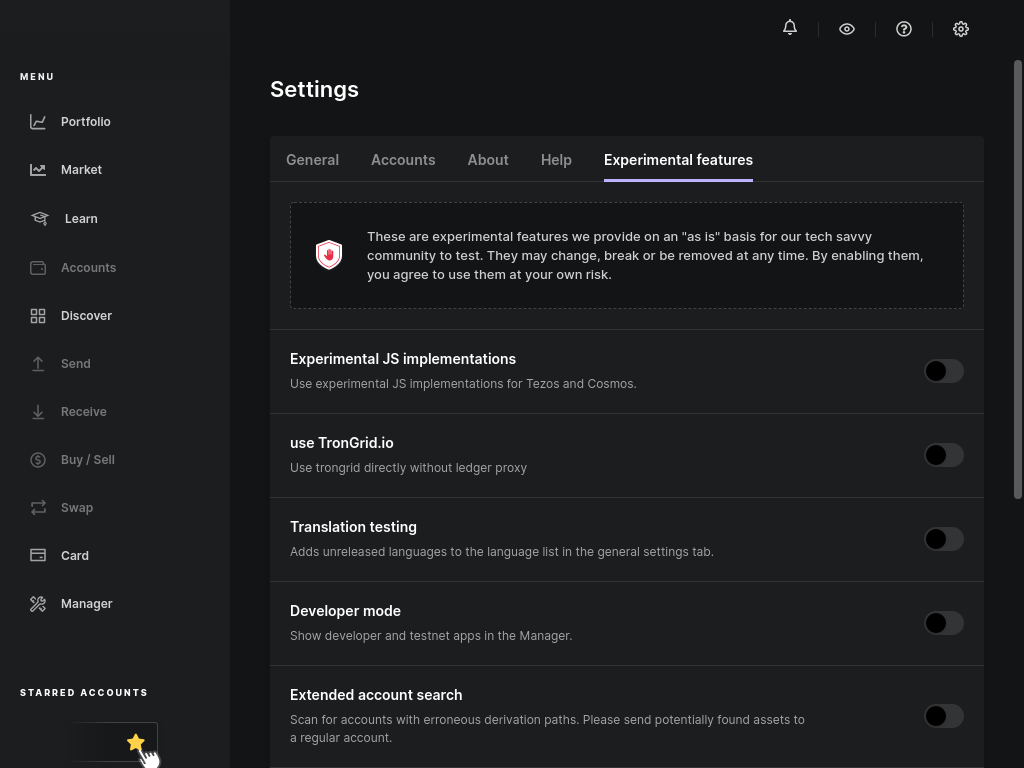 MENU
Portfolio
Market
Learn
Accounts
Discover
Send
Receive
Buy / Sell
Swap
Card
Manager
STARRED ACCOUNTS
Settings
General Accounts About Help Experimental features
These are experimental features we provide on an "as is" basis for our tech savvy
community to test. They may change, break or be removed at any time. By enabling them,
you agree to use them at your own risk.
Experimental JS implementations
Use experimental JS implementations for Tezos and Cosmos.
use TronGrid.io
Use trongrid directly without ledger proxy
Translation testing
Adds unreleased languages to the language list in the general settings tab.
Developer mode
Show developer and testnet apps in the Manager.
Extended account search
Scan for accounts with erroneous derivation paths. Please send potentially found assets to
a regular account.